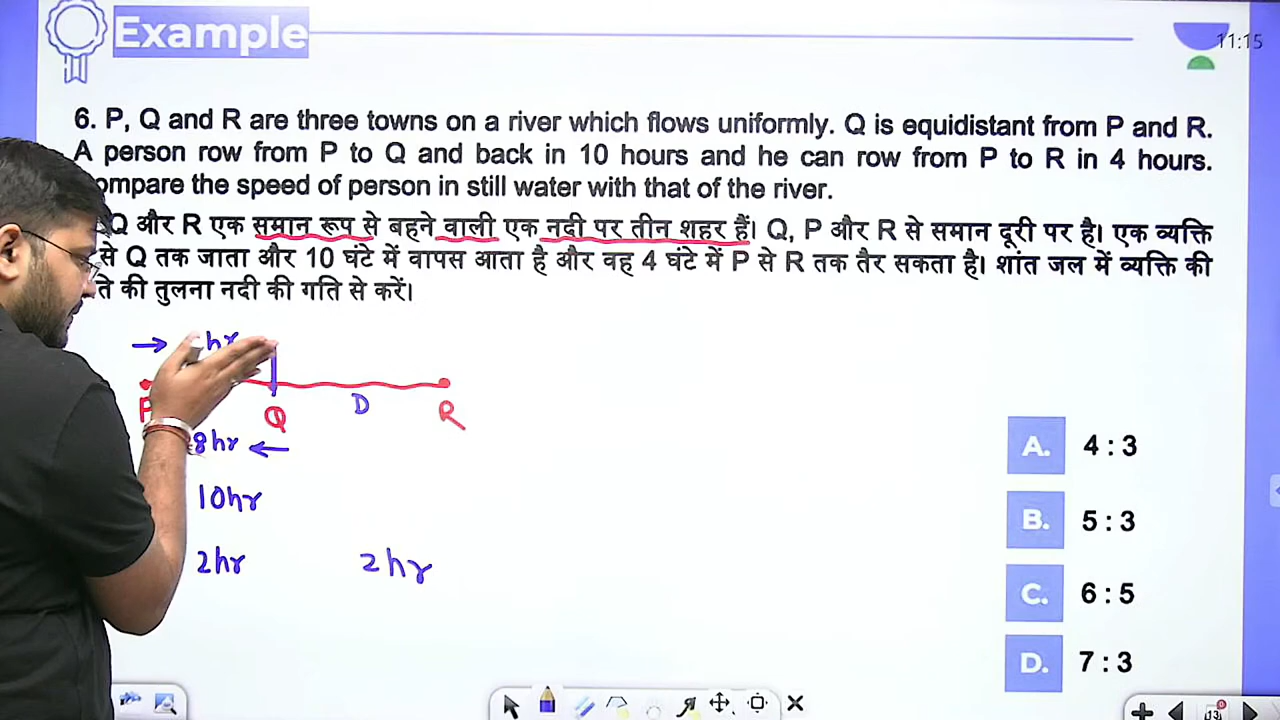 Example
11:15
6. P, Q and R are three towns on a river which flows uniformly. Q is equidistant from P and R.
A person row from P to Q and back in 10 hours and he can row from P to R in 4 hours.
ompare the speed of person in still water with that of the river.
Q और R एक समान रूप से बहने वाली एक नदी पर तीन शहर हैं। Q, P और R से समान दूरी पर है। एक व्यक्ति
से Q तक जाता और 10 घंटे में वापस आता है और वह 4 घंटे में P से R तक तैर सकता है। शांत जल में व्यक्ति की
ते की तुलना नदी की गति से करें।
→ hr
P Q D R
8hr ←
10hr
2hr 2hr
A. 4 : 3
B. 5 : 3
C. 6 : 5
D. 7 : 3
13